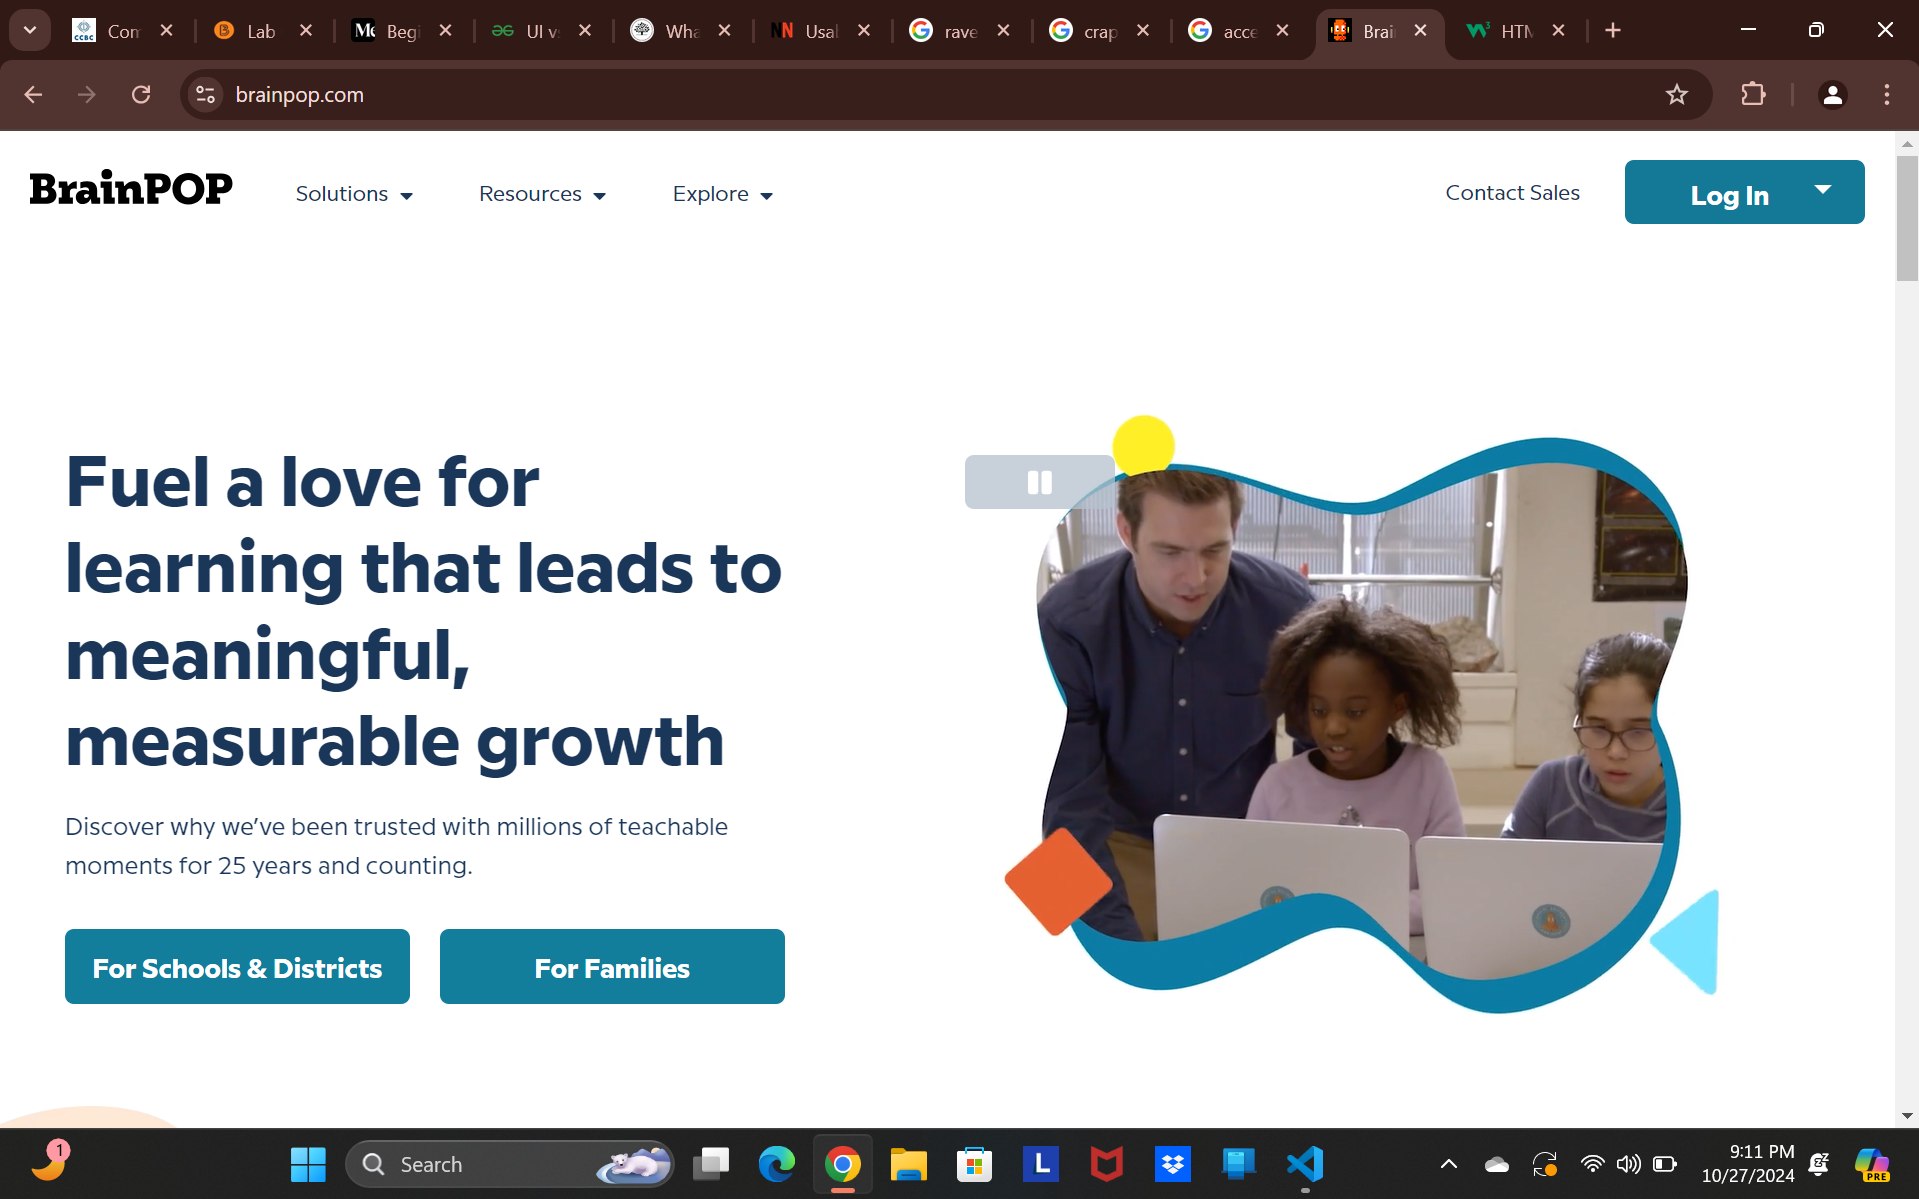 Con
Lab
Begi
UI v
Wha
Usal
rave
crap
acce
Brai
HTM
brainpop.com
BrainPOP
Solutions
Resources
Explore
Contact Sales
Log In
Fuel a love for
learning that leads to
meaningful,
measurable growth
Discover why we’ve been trusted with millions of teachable
moments for 25 years and counting.
For Schools & Districts
For Families
1
Search
L
9:11 PM
10/27/2024
PRE